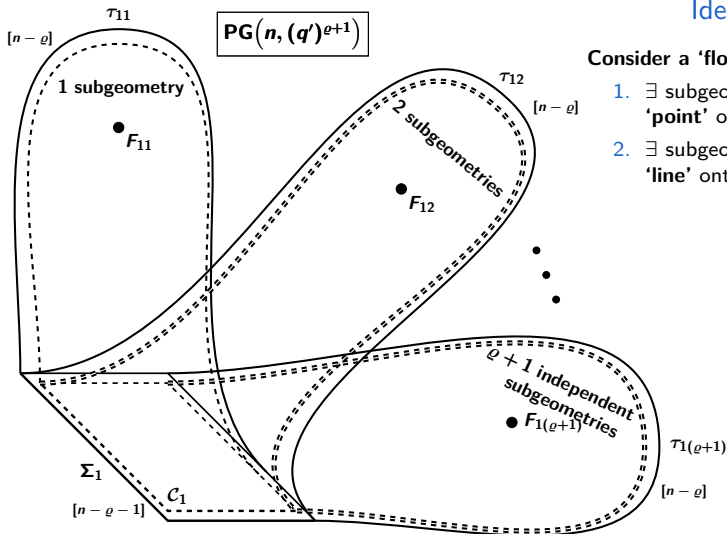 Ide
τ₁₁
[n − ϱ]
PG(n, (q′)^{ϱ+1})
Consider a ‘flo
1 subgeometry
τ₁₂
1. ∃ subgeo
‘point’ o
[n − ϱ]
2 subgeometries
2. ∃ subgeo
‘line’ ont
F₁₁
F₁₂
ϱ + 1 independent
subgeometries
F₁₍ϱ₊₁₎
τ₁₍ϱ₊₁₎
Σ₁
𝒞₁
[n − ϱ]
[n − ϱ − 1]